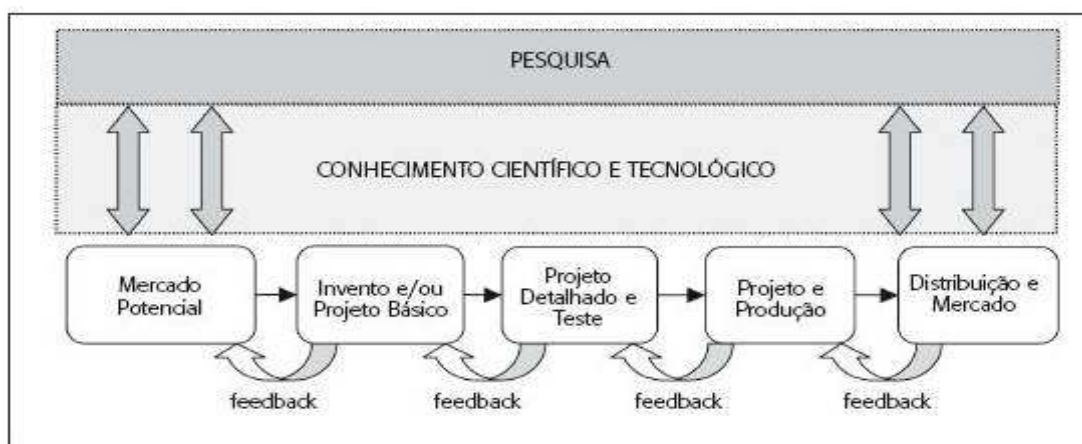 PESQUISA
CONHECIMENTO CIENTÍFICO E TECNOLÓGICO
Mercado
Potencial
Invento e/ou
Projeto Básico
Projeto
Detalhado e
Teste
Projeto e
Produção
Distribuição e
Mercado
feedback
feedback
feedback
feedback